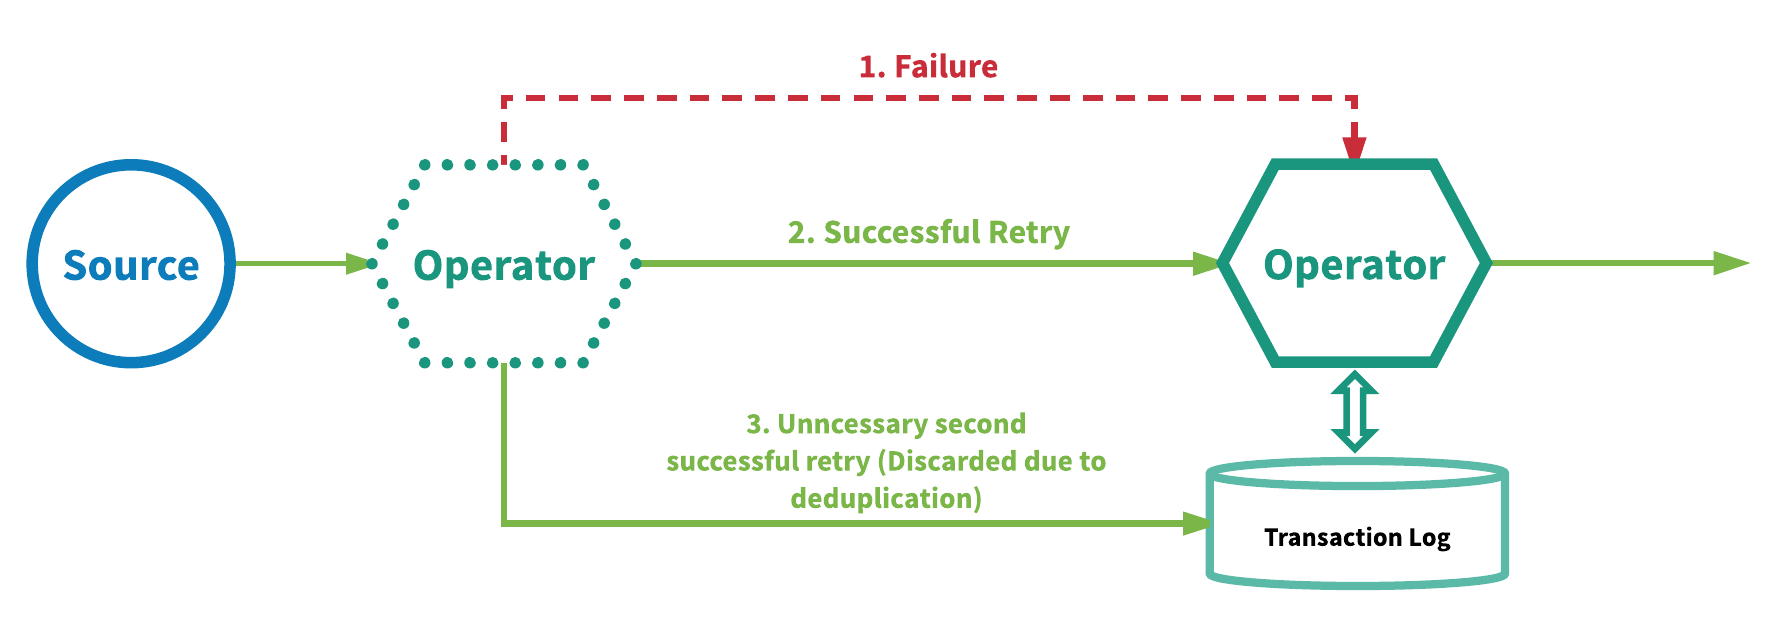 1. Failure
2. Successful Retry
Source
Operator
Operator
3. Unncessary second
successful retry (Discarded due to
deduplication)
Transaction Log